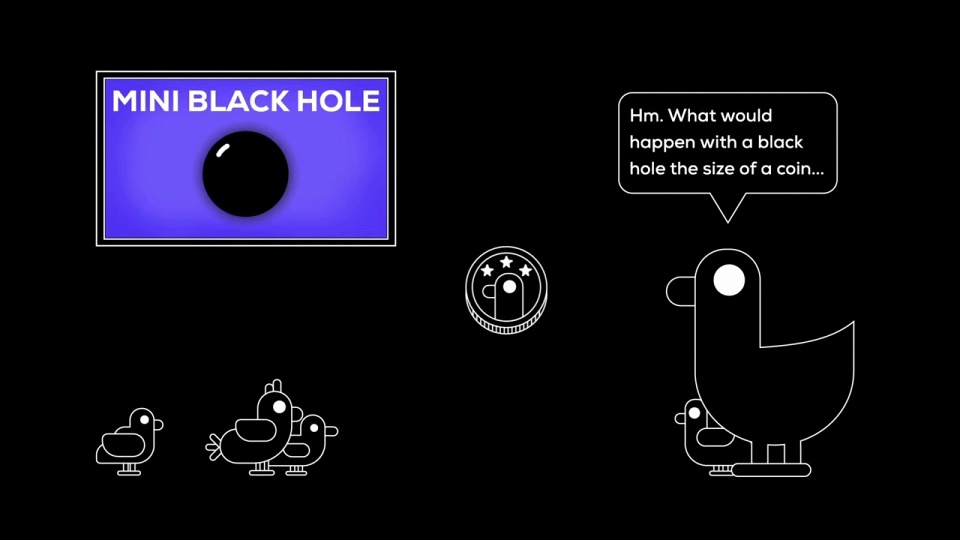 MINI BLACK HOLE
Hm. What would
happen with a black
hole the size of a coin...